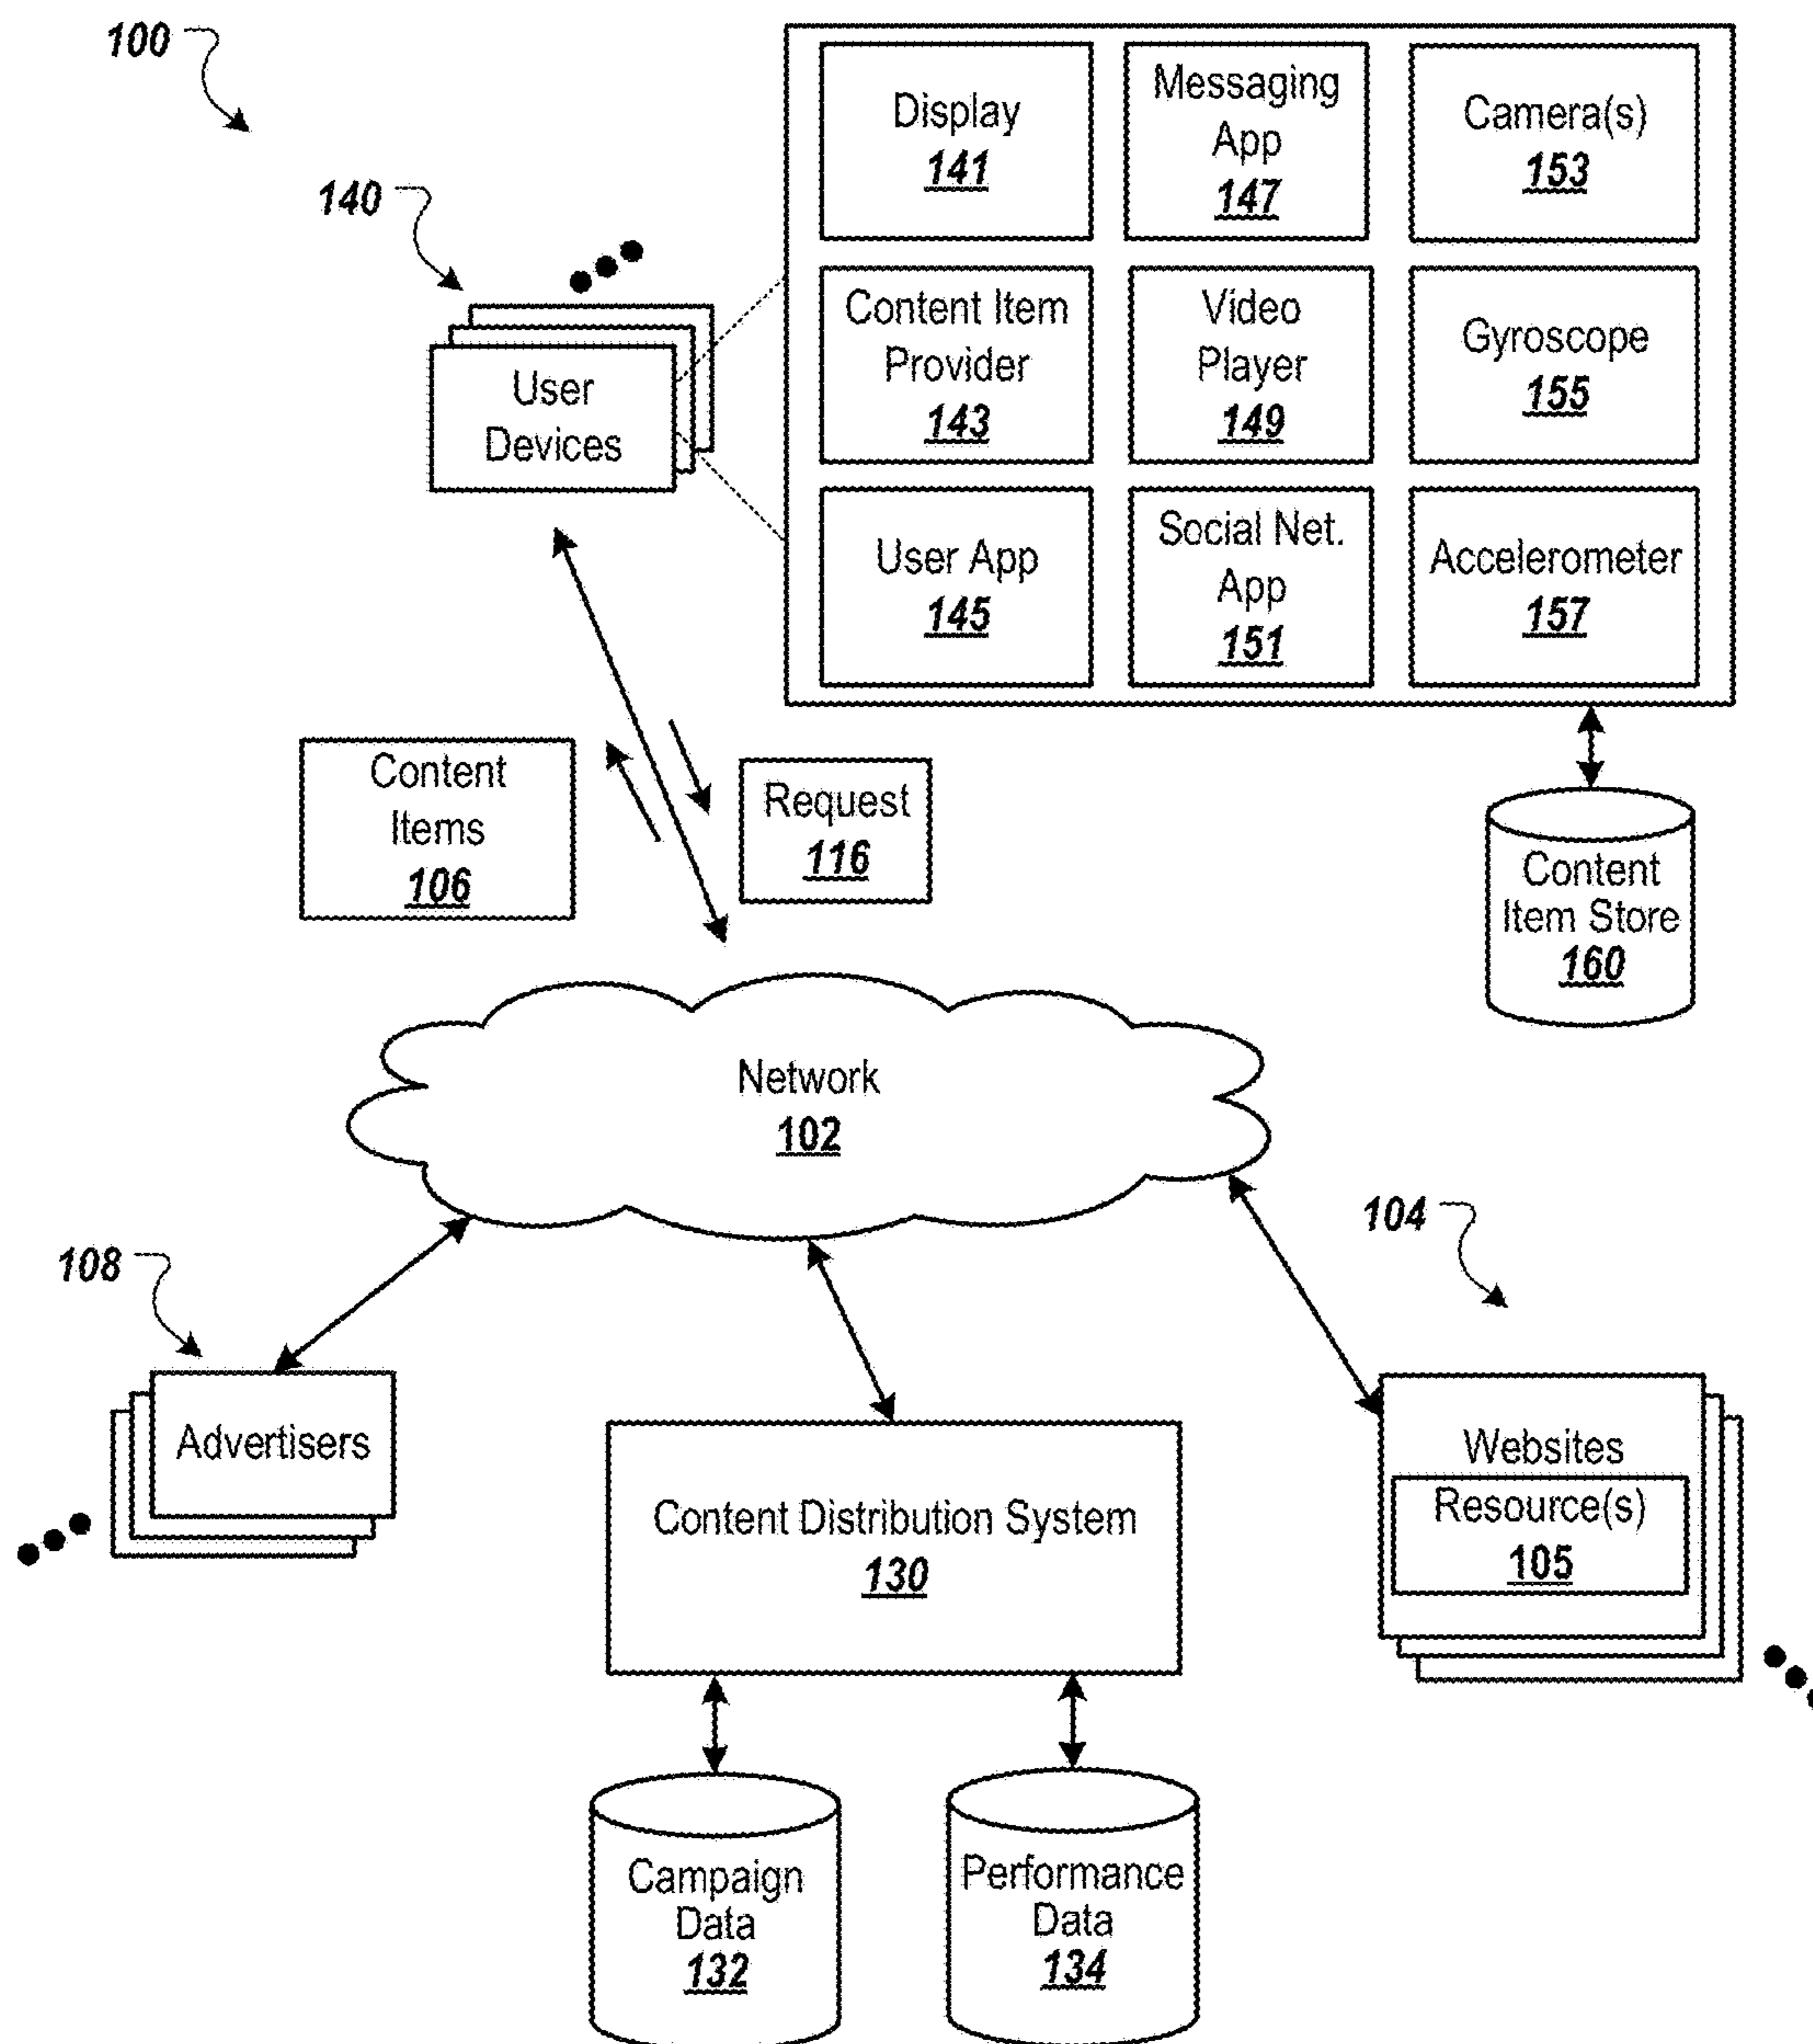 100
140
User
Devices
Display
141
Messaging
App
147
Camera(s)
153
Content Item
Provider
143
Video
Player
149
Gyroscope
155
User App
145
Social Net.
App
151
Accelerometer
157
Content
Items
106
Request
116
Content
Item Store
160
Network
102
108
Advertisers
104
Websites
Resource(s)
105
Content Distribution System
130
Campaign
Data
132
Performance
Data
134